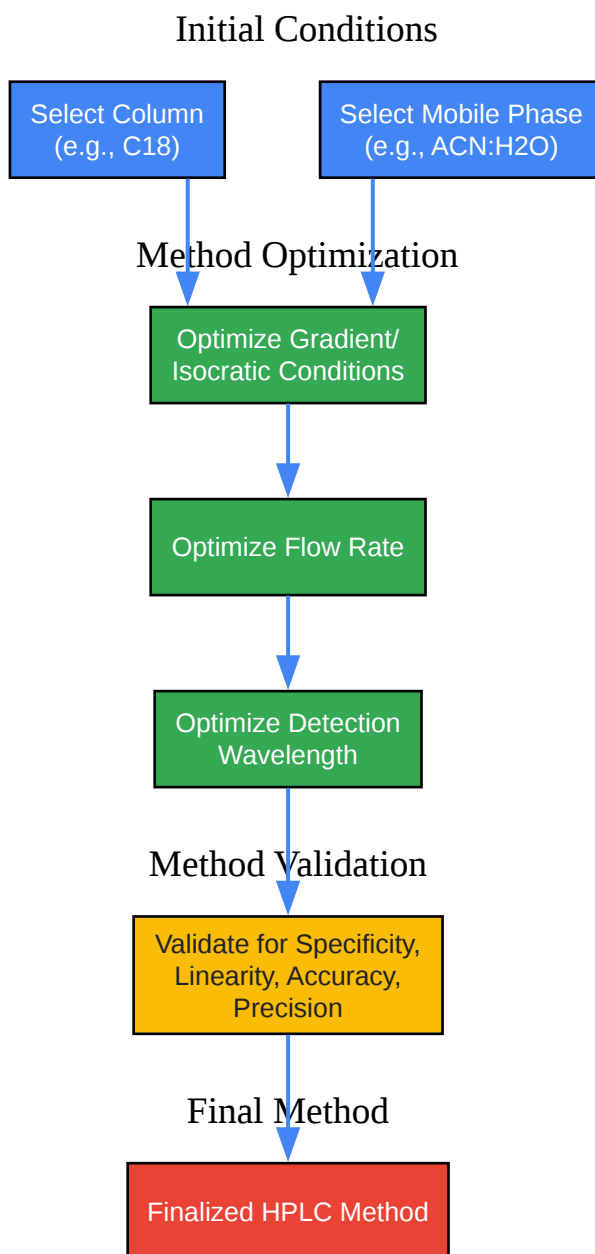 Initial Conditions
Select Column
(e.g., C18)
Select Mobile Phase
(e.g., ACN:H2O)
Method Optimization
Optimize Gradient/
Isocratic Conditions
Optimize Flow Rate
Optimize Detection
Wavelength
Method Validation
Validate for Specificity,
Linearity, Accuracy,
Precision
Final Method
Finalized HPLC Method